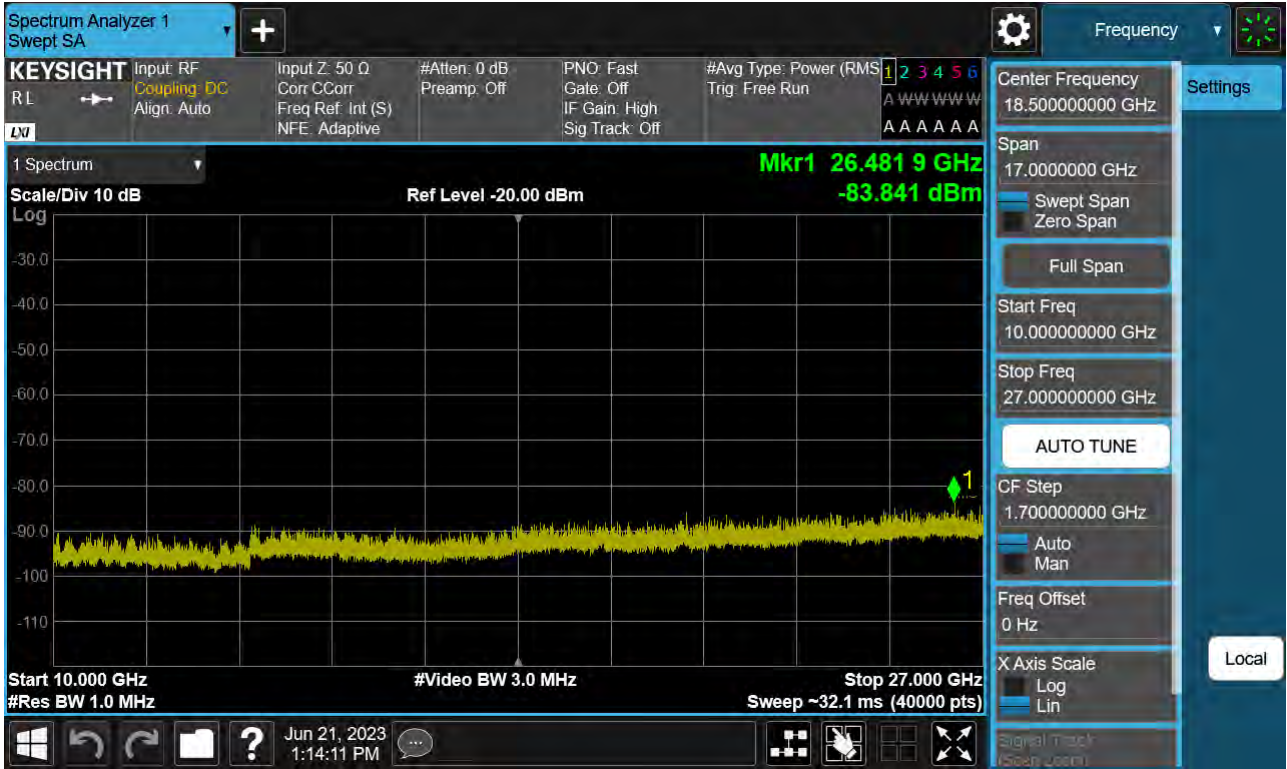 Spectrum Analyzer 1
Swept SA
Frequency
KEYSIGHT
R L
LXI
Input: RF
Coupling: DC
Align: Auto
Input Z: 50 Ω
Corr CCorr
Freq Ref: Int (S)
NFE: Adaptive
#Atten: 0 dB
Preamp: Off
PNO: Fast
Gate: Off
IF Gain: High
Sig Track: Off
#Avg Type: Power (RMS
Trig: Free Run
1 2 3 4 5 6
A W W W W W
A A A A A A
1 Spectrum
Scale/Div 10 dB
Log
Ref Level -20.00 dBm
Mkr1 26.481 9 GHz
-83.841 dBm
-30.0
-40.0
-50.0
-60.0
-70.0
-80.0
-90.0
-100
-110
1
Start 10.000 GHz
#Res BW 1.0 MHz
#Video BW 3.0 MHz
Stop 27.000 GHz
Sweep ~32.1 ms (40000 pts)
Center Frequency
18.500000000 GHz
Span
17.0000000 GHz
Swept Span
Zero Span
Full Span
Start Freq
10.000000000 GHz
Stop Freq
27.000000000 GHz
AUTO TUNE
CF Step
1.700000000 GHz
Auto
Man
Freq Offset
0 Hz
X Axis Scale
Log
Lin
Signal Track
(Span Zoom)
Settings
Local
?
Jun 21, 2023
1:14:11 PM